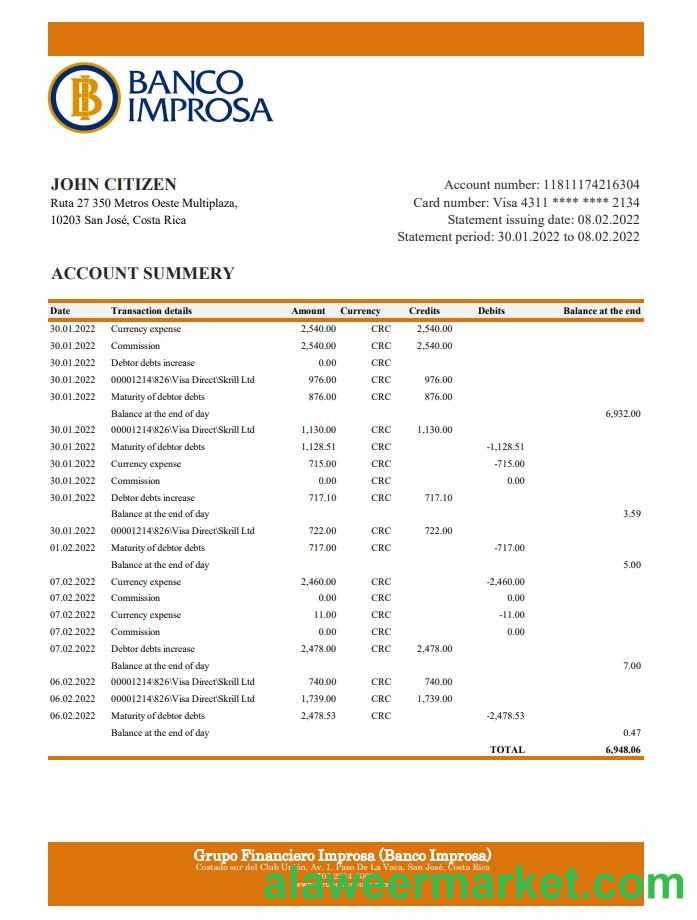 BANCO
IMPROSA
JOHN CITIZEN
Ruta 27 350 Metros Oeste Multiplaza,
10203 San José, Costa Rica
Account number: 11811174216304
Card number: Visa 4311 **** **** 2134
Statement issuing date: 08.02.2022
Statement period: 30.01.2022 to 08.02.2022
ACCOUNT SUMMERY
Date Transaction details Amount Currency Credits Debits Balance at the end
30.01.2022 Currency expense 2,540.00 CRC 2,540.00
30.01.2022 Commission 2,540.00 CRC 2,540.00
30.01.2022 Debtor debts increase 0.00 CRC
30.01.2022 00001214\826\Visa Direct\Skrill Ltd 976.00 CRC 976.00
30.01.2022 Maturity of debtor debts 876.00 CRC 876.00
Balance at the end of day 6,932.00
30.01.2022 00001214\826\Visa Direct\Skrill Ltd 1,130.00 CRC 1,130.00
30.01.2022 Maturity of debtor debts 1,128.51 CRC -1,128.51
30.01.2022 Currency expense 715.00 CRC -715.00
30.01.2022 Commission 0.00 CRC 0.00
30.01.2022 Debtor debts increase 717.10 CRC 717.10
Balance at the end of day 3.59
30.01.2022 00001214\826\Visa Direct\Skrill Ltd 722.00 CRC 722.00
01.02.2022 Maturity of debtor debts 717.00 CRC -717.00
Balance at the end of day 5.00
07.02.2022 Currency expense 2,460.00 CRC -2,460.00
07.02.2022 Commission 0.00 CRC 0.00
07.02.2022 Currency expense 11.00 CRC -11.00
07.02.2022 Commission 0.00 CRC 0.00
07.02.2022 Debtor debts increase 2,478.00 CRC 2,478.00
Balance at the end of day 7.00
06.02.2022 00001214\826\Visa Direct\Skrill Ltd 740.00 CRC 740.00
06.02.2022 00001214\826\Visa Direct\Skrill Ltd 1,739.00 CRC 1,739.00
06.02.2022 Maturity of debtor debts 2,478.53 CRC -2,478.53
Balance at the end of day 0.47
TOTAL 6,948.06
Grupo Financiero Improsa (Banco Improsa)
Costado sur del Club Unión, Av. 1, Paso De La Vaca, San José, Costa Rica
alaweermarket.com